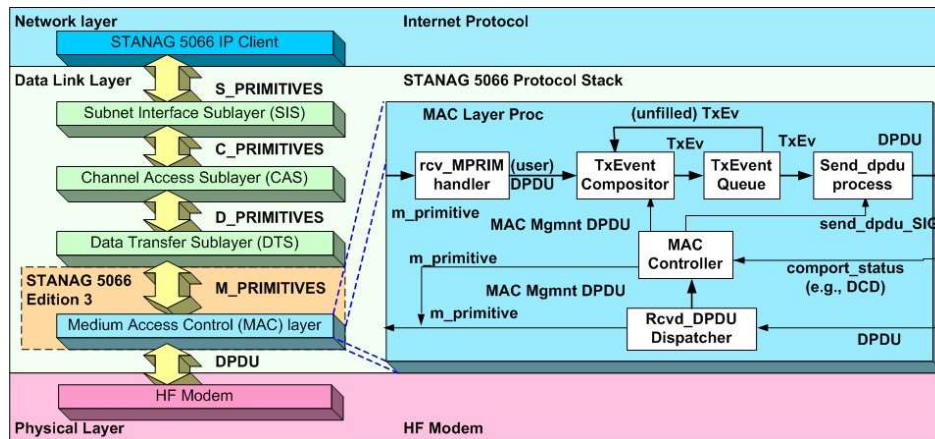 Network layer
Internet Protocol
STANAG 5066 IP Client
Data Link Layer
STANAG 5066 Protocol Stack
S_PRIMITIVES
Subnet Interface Sublayer (SIS)
C_PRIMITIVES
Channel Access Sublayer (CAS)
D_PRIMITIVES
Data Transfer Sublayer (DTS)
STANAG 5066
Edition 3
M_PRIMITIVES
Medium Access Control (MAC) layer
DPDU
HF Modem
Physical Layer
HF Modem
MAC Layer Proc
(unfilled) TxEv
rcv_MPRIM
handler
(user)
DPDU
TxEvent
Compositor
TxEv
TxEvent
Queue
TxEv
DPDU
Send_dpdu
process
m_primitive
MAC Mgmnt DPDU
send_dpdu_SIG
m_primitive
MAC
Controller
comport_status
(e.g., DCD)
MAC Mgmnt DPDU
m_primitive
Rcvd_DPDU
Dispatcher
DPDU